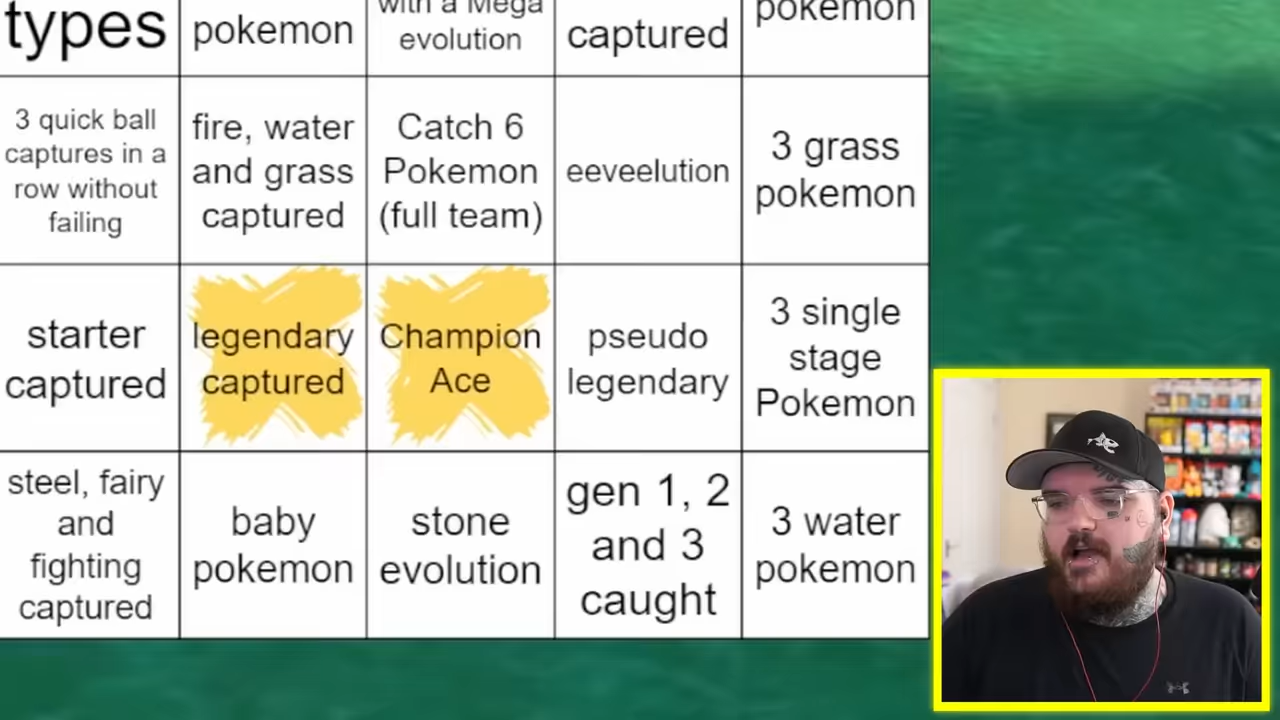 types
pokemon
with a Mega
evolution
captured
pokemon
3 quick ball
captures in a
row without
failing
fire, water
and grass
captured
Catch 6
Pokemon
(full team)
eeveelution
3 grass
pokemon
starter
captured
legendary
captured
Champion
Ace
pseudo
legendary
3 single
stage
Pokemon
steel, fairy
and
fighting
captured
baby
pokemon
stone
evolution
gen 1, 2
and 3
caught
3 water
pokemon